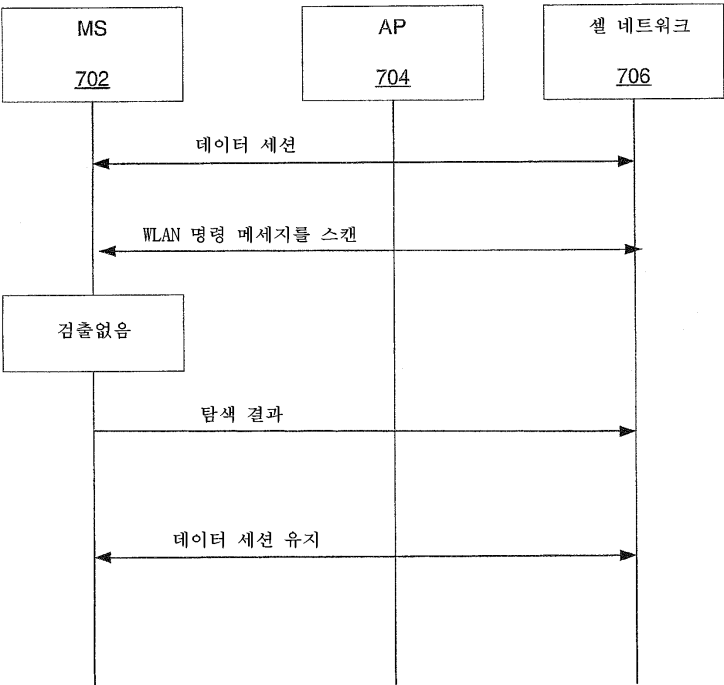 MS
702
AP
704
셀 네트워크
706
데이터 세션
WLAN 명령 메세지를 스캔
검출없음
탐색 결과
데이터 세션 유지